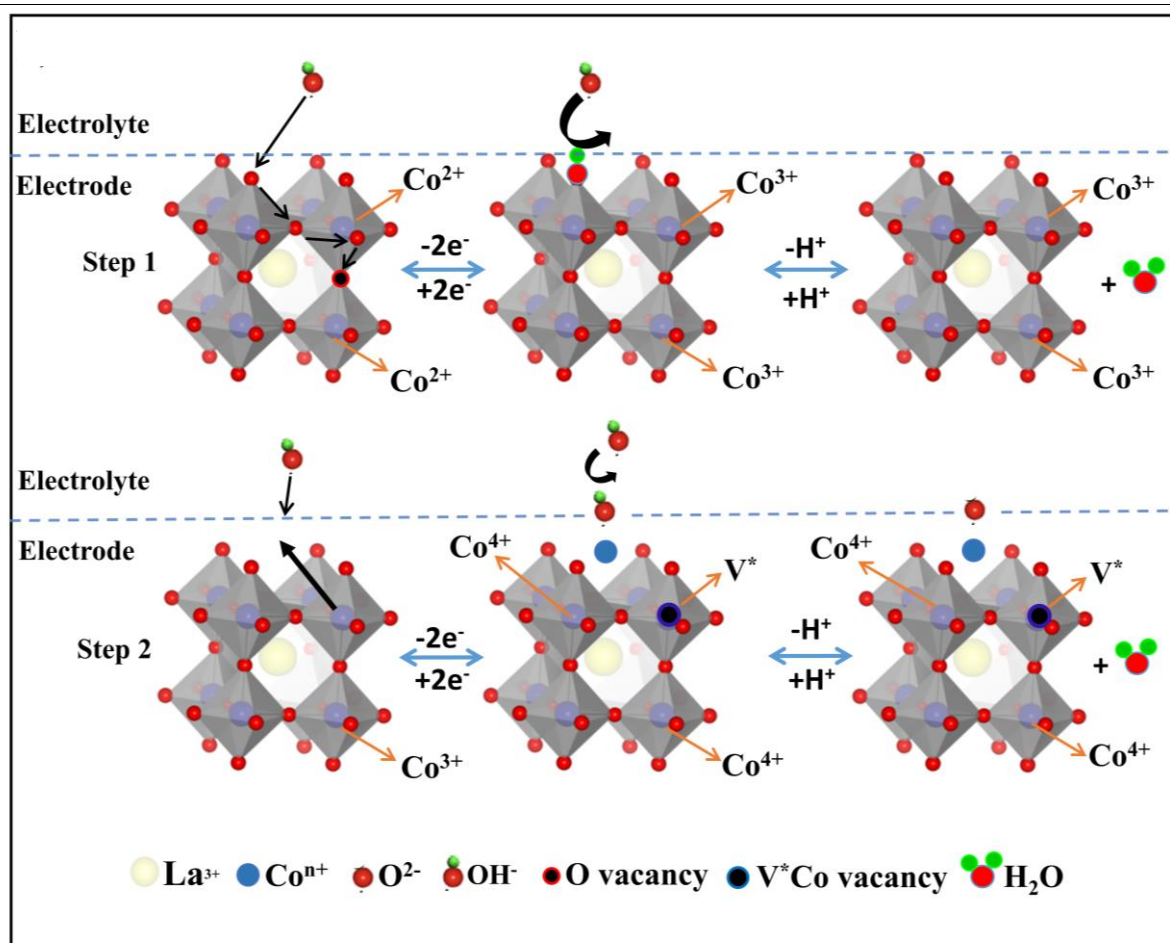 Electrolyte
Electrode
Step 1
Co²⁺
Co²⁺
-2e⁻
+2e⁻
Co³⁺
Co³⁺
-H⁺
+H⁺
Co³⁺
Co³⁺
+
Electrolyte
Electrode
Step 2
Co³⁺
-2e⁻
+2e⁻
Co⁴⁺
V*
Co⁴⁺
-H⁺
+H⁺
Co⁴⁺
V*
Co⁴⁺
+
La³⁺ Coⁿ⁺ O²⁻ OH⁻ O vacancy V*Co vacancy H₂O